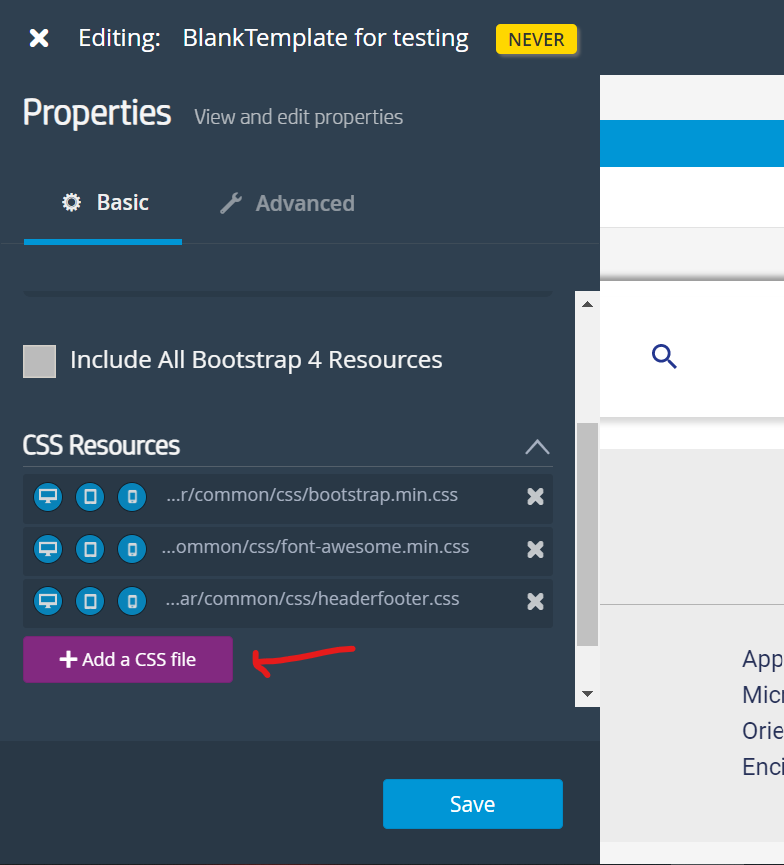 Editing: BlankTemplate for testing NEVER
Properties View and edit properties
Basic Advanced
Include All Bootstrap 4 Resources
CSS Resources
...r/common/css/bootstrap.min.css
...ommon/css/font-awesome.min.css
...ar/common/css/headerfooter.css
+ Add a CSS file
Save
App
Micr
Orie
Enci